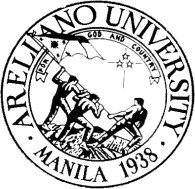 ARELLANO UNIVERSITY
FOR GOD AND COUNTRY
MANILA 1938